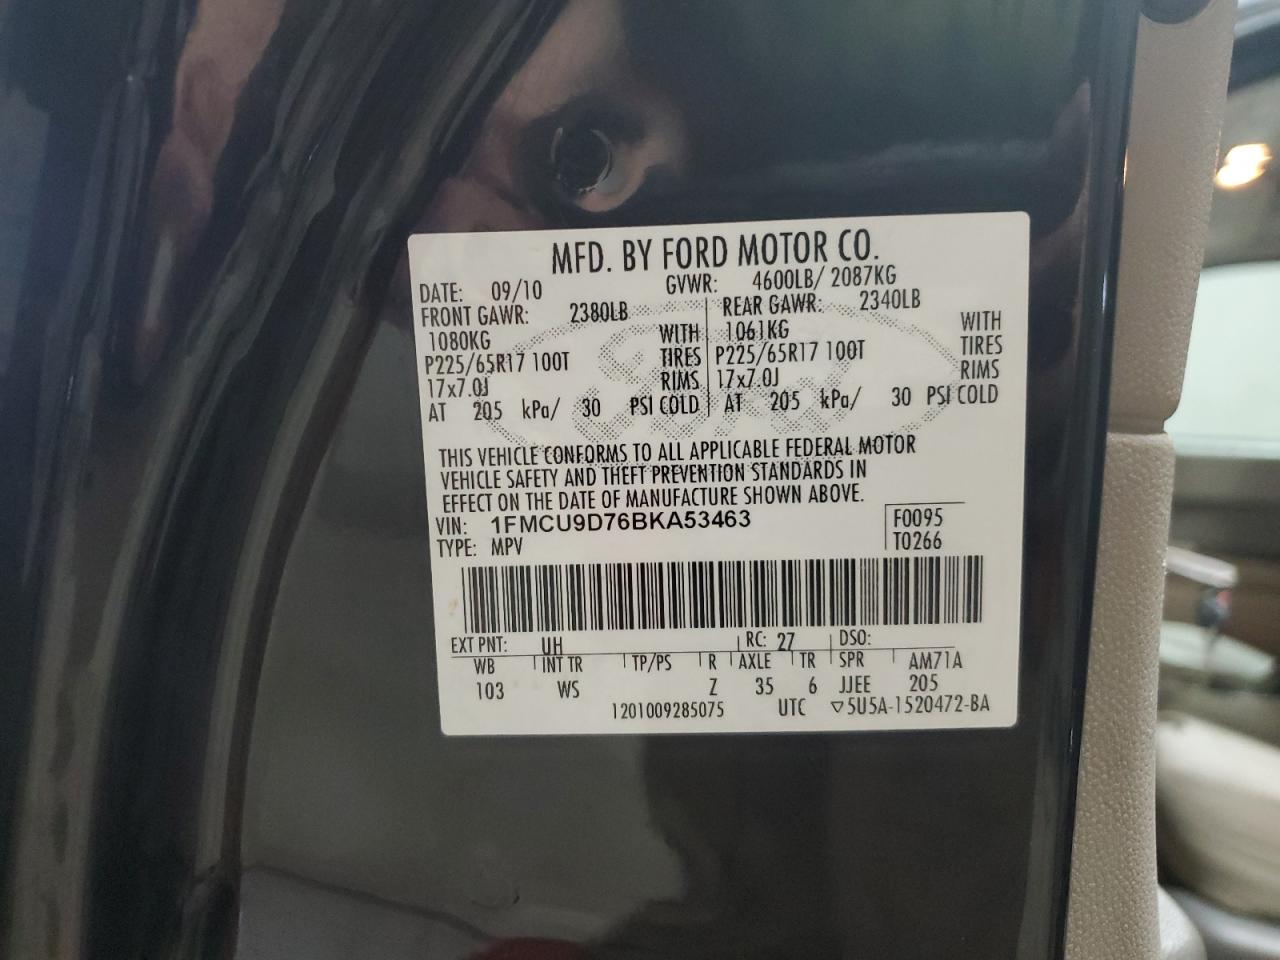 MFD. BY FORD MOTOR CO.
DATE: 09/10 GVWR: 4600LB/ 2087KG
FRONT GAWR: 2380LB REAR GAWR: 2340LB
1080KG WITH 1061KG WITH
P225/65R17 100T TIRES P225/65R17 100T TIRES
17x7.0J RIMS 17x7.0J RIMS
AT 205 kPa/ 30 PSI COLD AT 205 kPa/ 30 PSI COLD
THIS VEHICLE CONFORMS TO ALL APPLICABLE FEDERAL MOTOR
VEHICLE SAFETY AND THEFT PREVENTION STANDARDS IN
EFFECT ON THE DATE OF MANUFACTURE SHOWN ABOVE.
VIN: 1FMCU9D76BKA53463 F0095
TYPE: MPV T0266
EXT PNT: UH RC: 27 DSO:
WB INT TR TP/PS R AXLE TR SPR AM71A
103 WS Z 35 6 JJEE 205
1201009285075 UTC ▽5U5A-1520472-BA